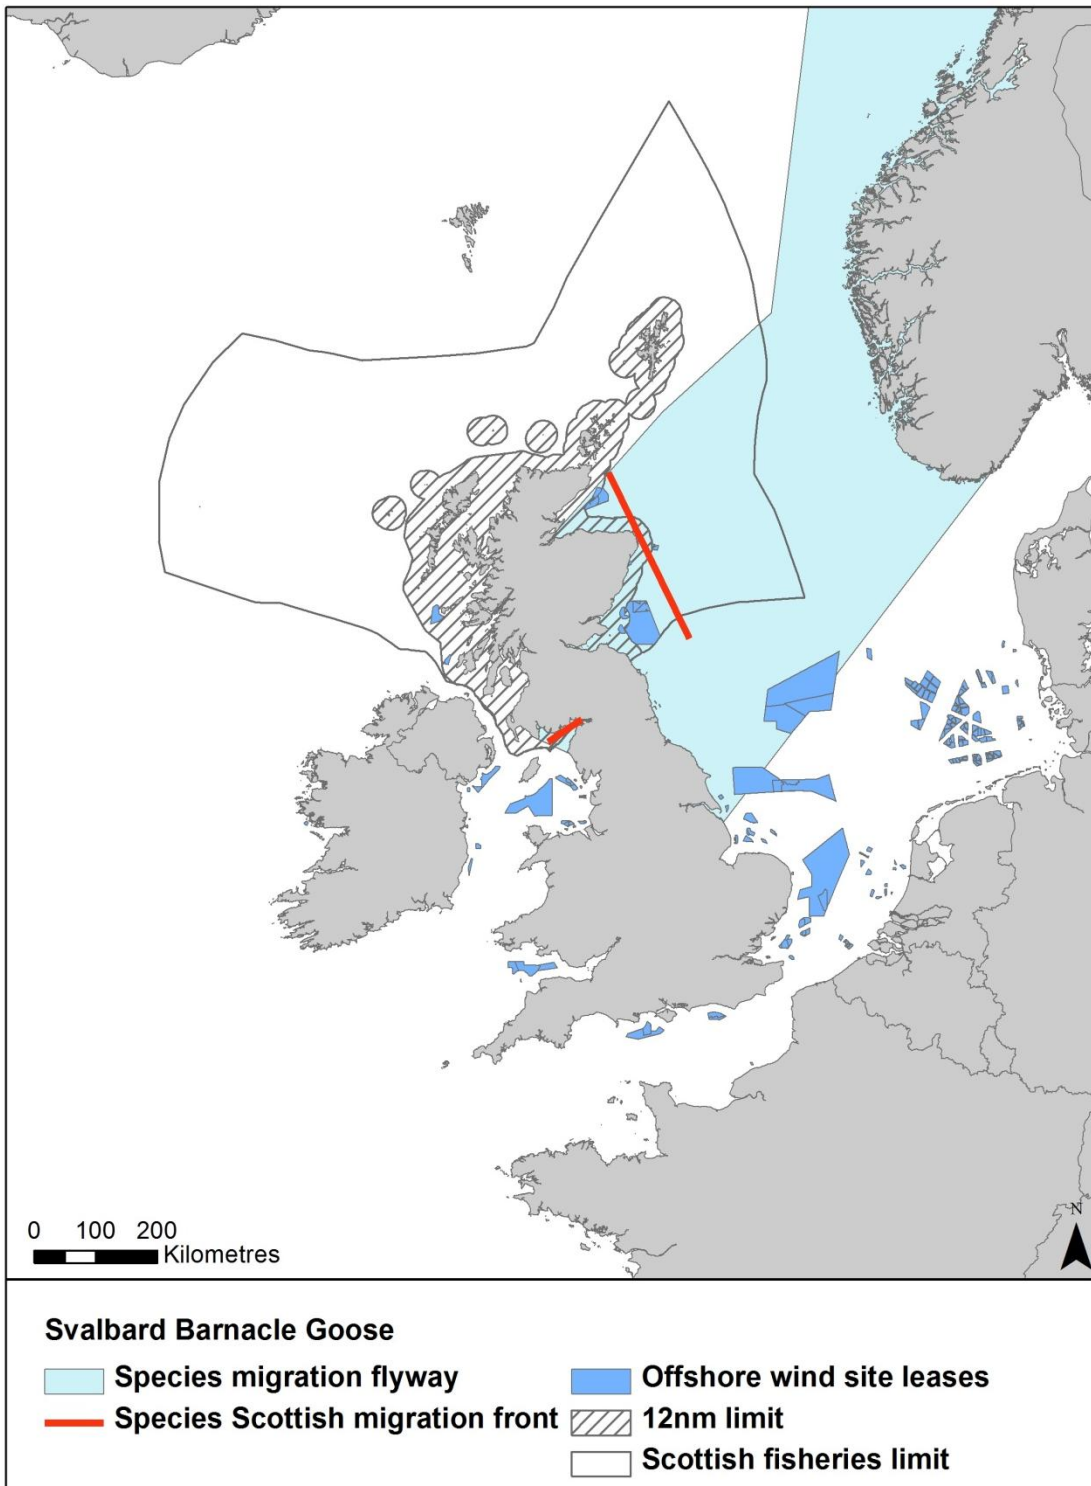 N
0 100 200
Kilometres
Svalbard Barnacle Goose
Species migration flyway
Species Scottish migration front
Offshore wind site leases
12nm limit
Scottish fisheries limit